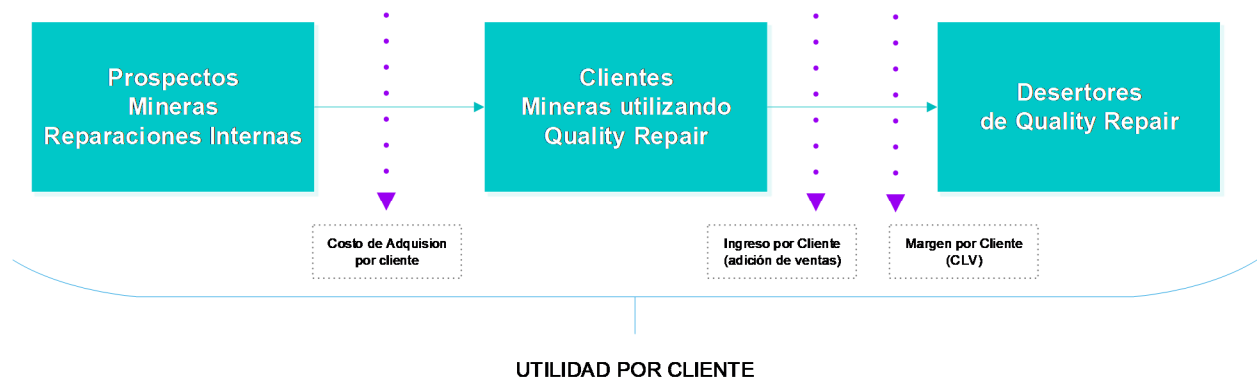 Prospectos
Mineras
Reparaciones Internas
Clientes
Mineras utilizando
Quality Repair
Desertores
de Quality Repair
Costo de Adquision
por cliente
Ingreso por Cliente
(adición de ventas)
Margen por Cliente
(CLV)
UTILIDAD POR CLIENTE